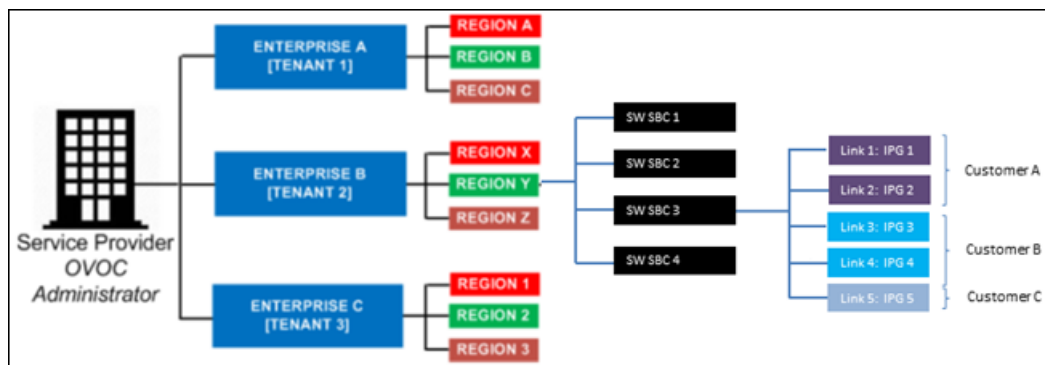 Service Provider
OVOC
Administrator
ENTERPRISE A
[TENANT 1]
REGION A
REGION B
REGION C
ENTERPRISE B
[TENANT 2]
REGION X
REGION Y
REGION Z
ENTERPRISE C
[TENANT 3]
REGION 1
REGION 2
REGION 3
SW SBC 1
SW SBC 2
SW SBC 3
SW SBC 4
Link 1: IPG 1
Link 2: IPG 2
Link 3: IPG 3
Link 4: IPG 4
Link 5: IPG 5
Customer A
Customer B
Customer C